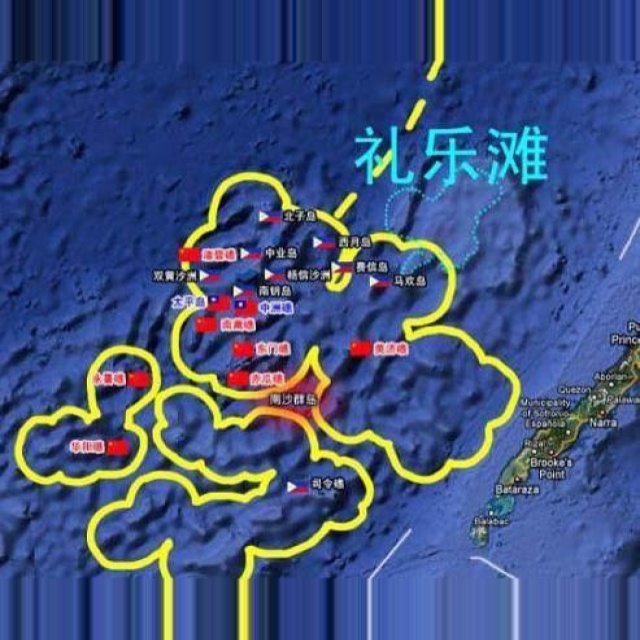 礼乐滩
北子岛
西月岛
渚碧礁
中业岛
双黄沙洲
杨信沙洲
费信岛
马欢岛
南钥岛
太平岛
中洲礁
南薰礁
东门礁
美济礁
永暑礁
赤瓜礁
南沙群岛
华阳礁
司令礁
Princ
Aborlan
Quezon
Palawa
Municipality
of Sofronio
Española
Narra
Rizal
Brooke's
Point
Bataraza
Balabac